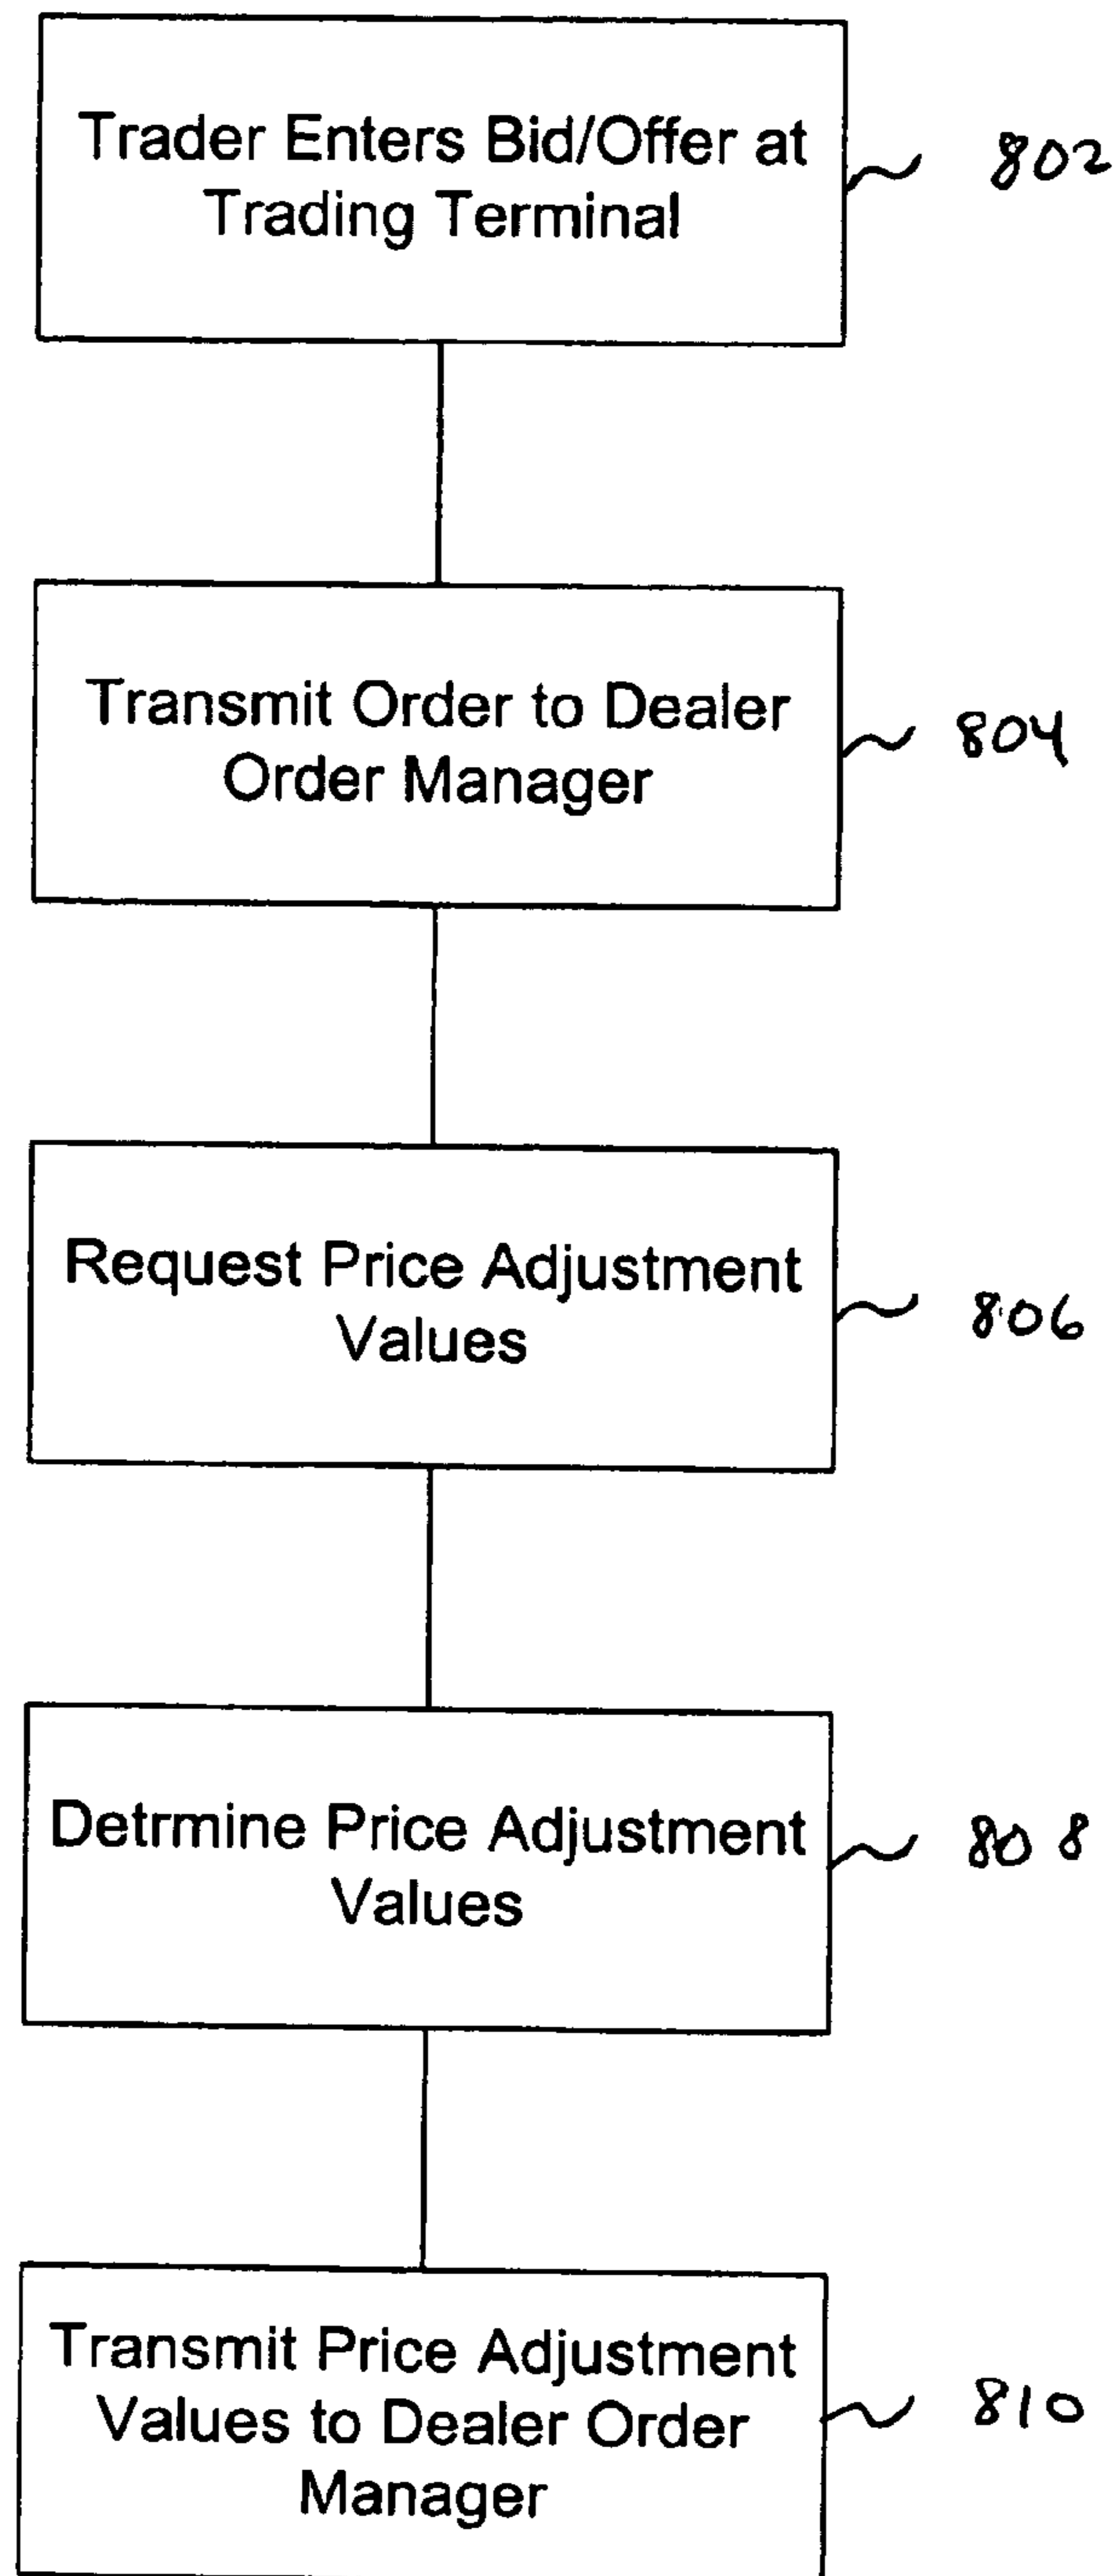 Trader Enters Bid/Offer at
Trading Terminal
802
Transmit Order to Dealer
Order Manager
804
Request Price Adjustment
Values
806
Detrmine Price Adjustment
Values
808
Transmit Price Adjustment
Values to Dealer Order
Manager
810